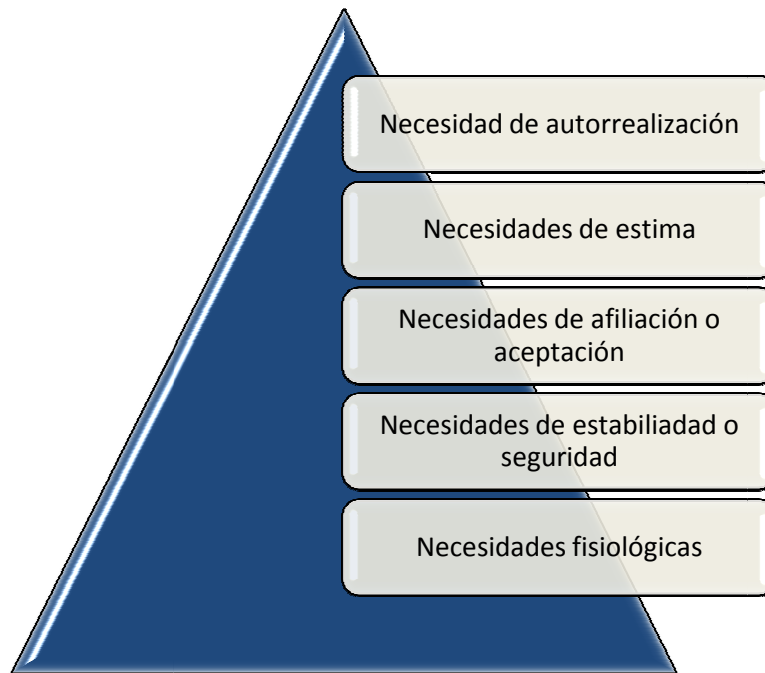 Necesidad de autorrealización
Necesidades de estima
Necesidades de afiliación o
aceptación
Necesidades de estabiliadad o
seguridad
Necesidades fisiológicas